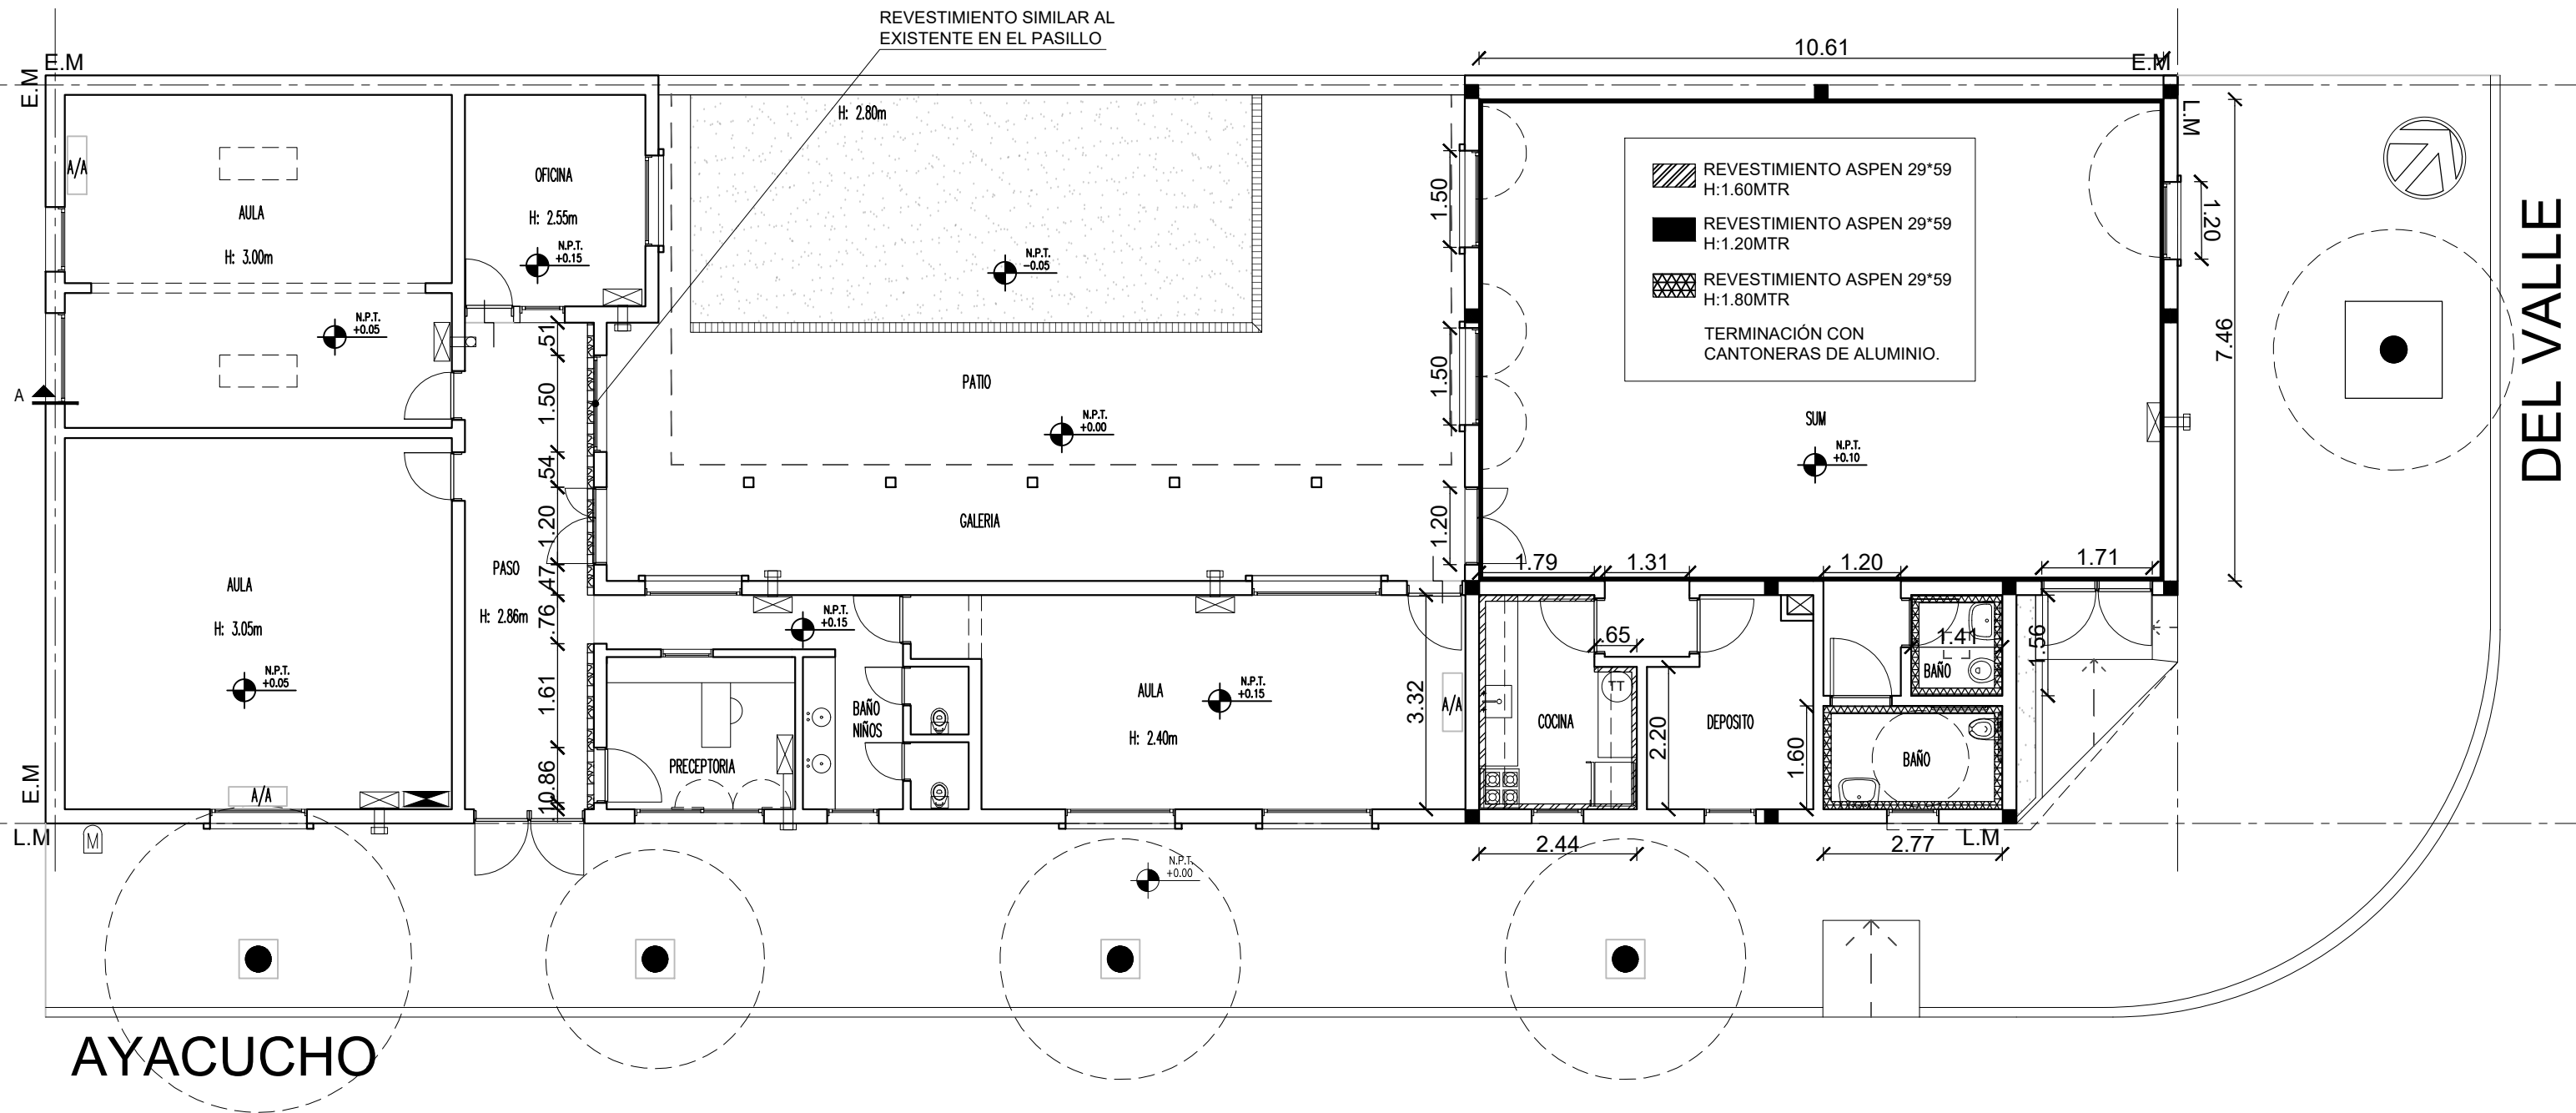 REVESTIMIENTO SIMILAR AL
EXISTENTE EN EL PASILLO
10.61
E.M
E.M
E.M
L.M
H: 2.80m
A/A
OFICINA
H: 2.55m
N.P.T.
+0.15
AULA
H: 3.00m
N.P.T.
+0.05
N.P.T.
-0.05
1.50
REVESTIMIENTO ASPEN 29*59
H:1.60MTR
REVESTIMIENTO ASPEN 29*59
H:1.20MTR
REVESTIMIENTO ASPEN 29*59
H:1.80MTR
TERMINACIÓN CON
CANTONERAS DE ALUMINIO.
1.20
7.46
DEL VALLE
A
.51
1.50
.54
1.20
.47
.76
1.61
0.86
1
PATIO
N.P.T.
+0.00
1.50
SUM
N.P.T.
+0.10
GALERIA
1.20
PASO
H: 2.86m
AULA
H: 3.05m
N.P.T.
+0.05
1.79
1.31
1.20
1.71
N.P.T.
+0.15
.65
1.41
1.56
BAÑO
TT
AULA
N.P.T.
+0.15
H: 2.40m
3.32
A/A
COCINA
2.20
DEPOSITO
1.60
BAÑO
BAÑO
NIÑOS
PRECEPTORIA
E.M
A/A
L.M
M
2.44
2.77
L.M
N.P.T.
+0.00
AYACUCHO